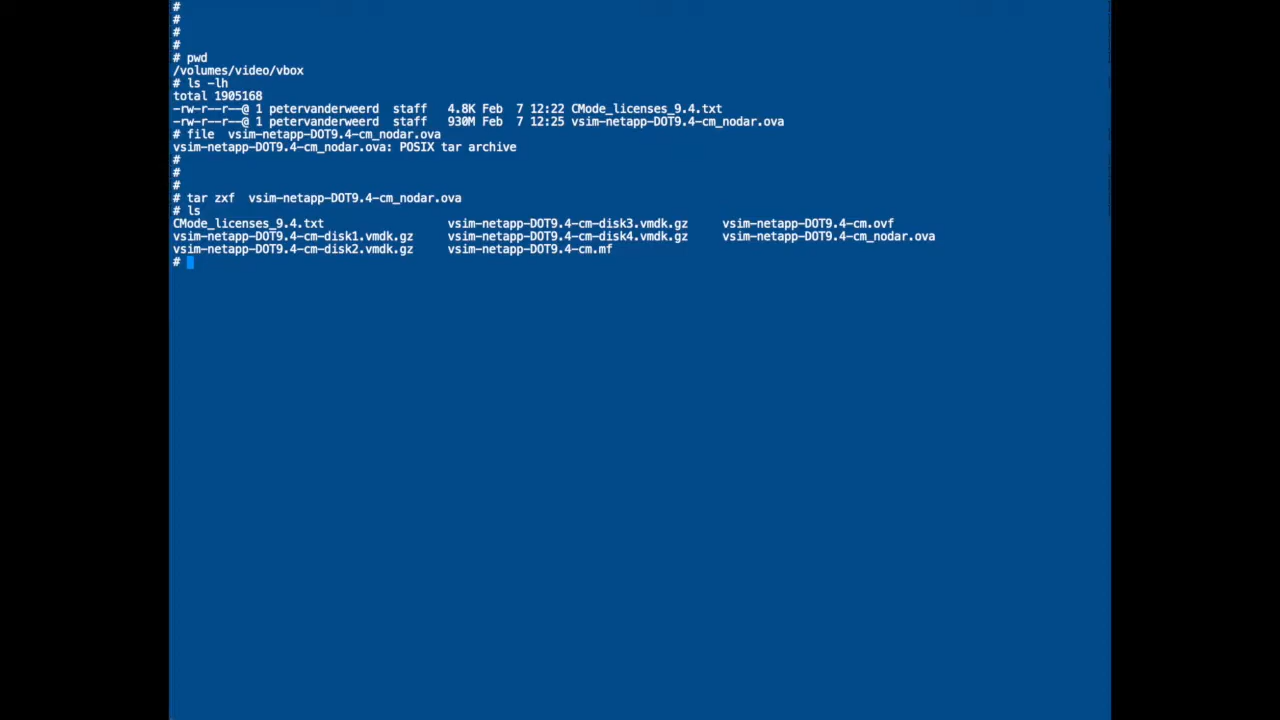 #
#
#
#
# pwd
/volumes/video/vbox
# ls -lh
total 1905168
-rw-r--r--@ 1 petervanderweerd  staff   4.8K Feb  7 12:22 CMode_licenses_9.4.txt
-rw-r--r--@ 1 petervanderweerd  staff   930M Feb  7 12:25 vsim-netapp-DOT9.4-cm_nodar.ova
# file  vsim-netapp-DOT9.4-cm_nodar.ova
vsim-netapp-DOT9.4-cm_nodar.ova: POSIX tar archive
#
#
#
# tar zxf  vsim-netapp-DOT9.4-cm_nodar.ova
# ls
CMode_licenses_9.4.txt                  vsim-netapp-DOT9.4-cm-disk3.vmdk.gz     vsim-netapp-DOT9.4-cm.ovf
vsim-netapp-DOT9.4-cm-disk1.vmdk.gz     vsim-netapp-DOT9.4-cm-disk4.vmdk.gz     vsim-netapp-DOT9.4-cm_nodar.ova
vsim-netapp-DOT9.4-cm-disk2.vmdk.gz     vsim-netapp-DOT9.4-cm.mf
#